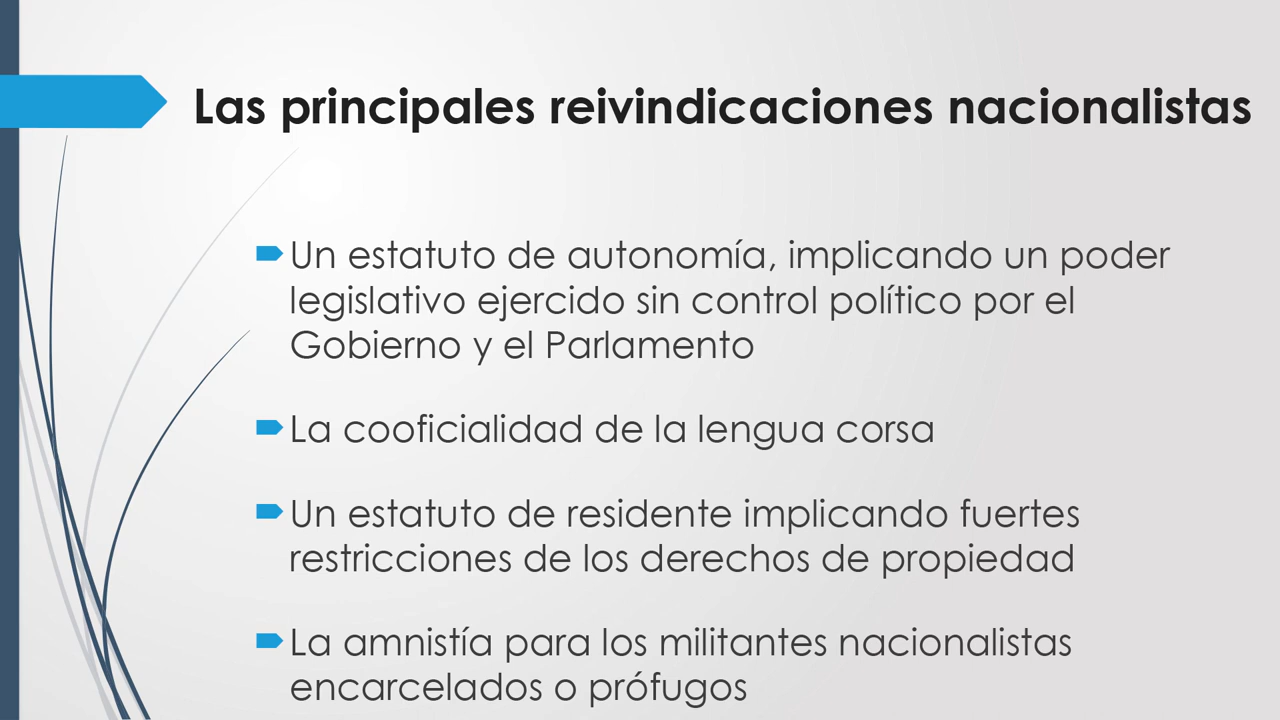 Las principales reivindicaciones nacionalistas
Un estatuto de autonomía, implicando un poder
legislativo ejercido sin control político por el
Gobierno y el Parlamento
La cooficialidad de la lengua corsa
Un estatuto de residente implicando fuertes
restricciones de los derechos de propiedad
La amnistía para los militantes nacionalistas
encarcelados o prófugos